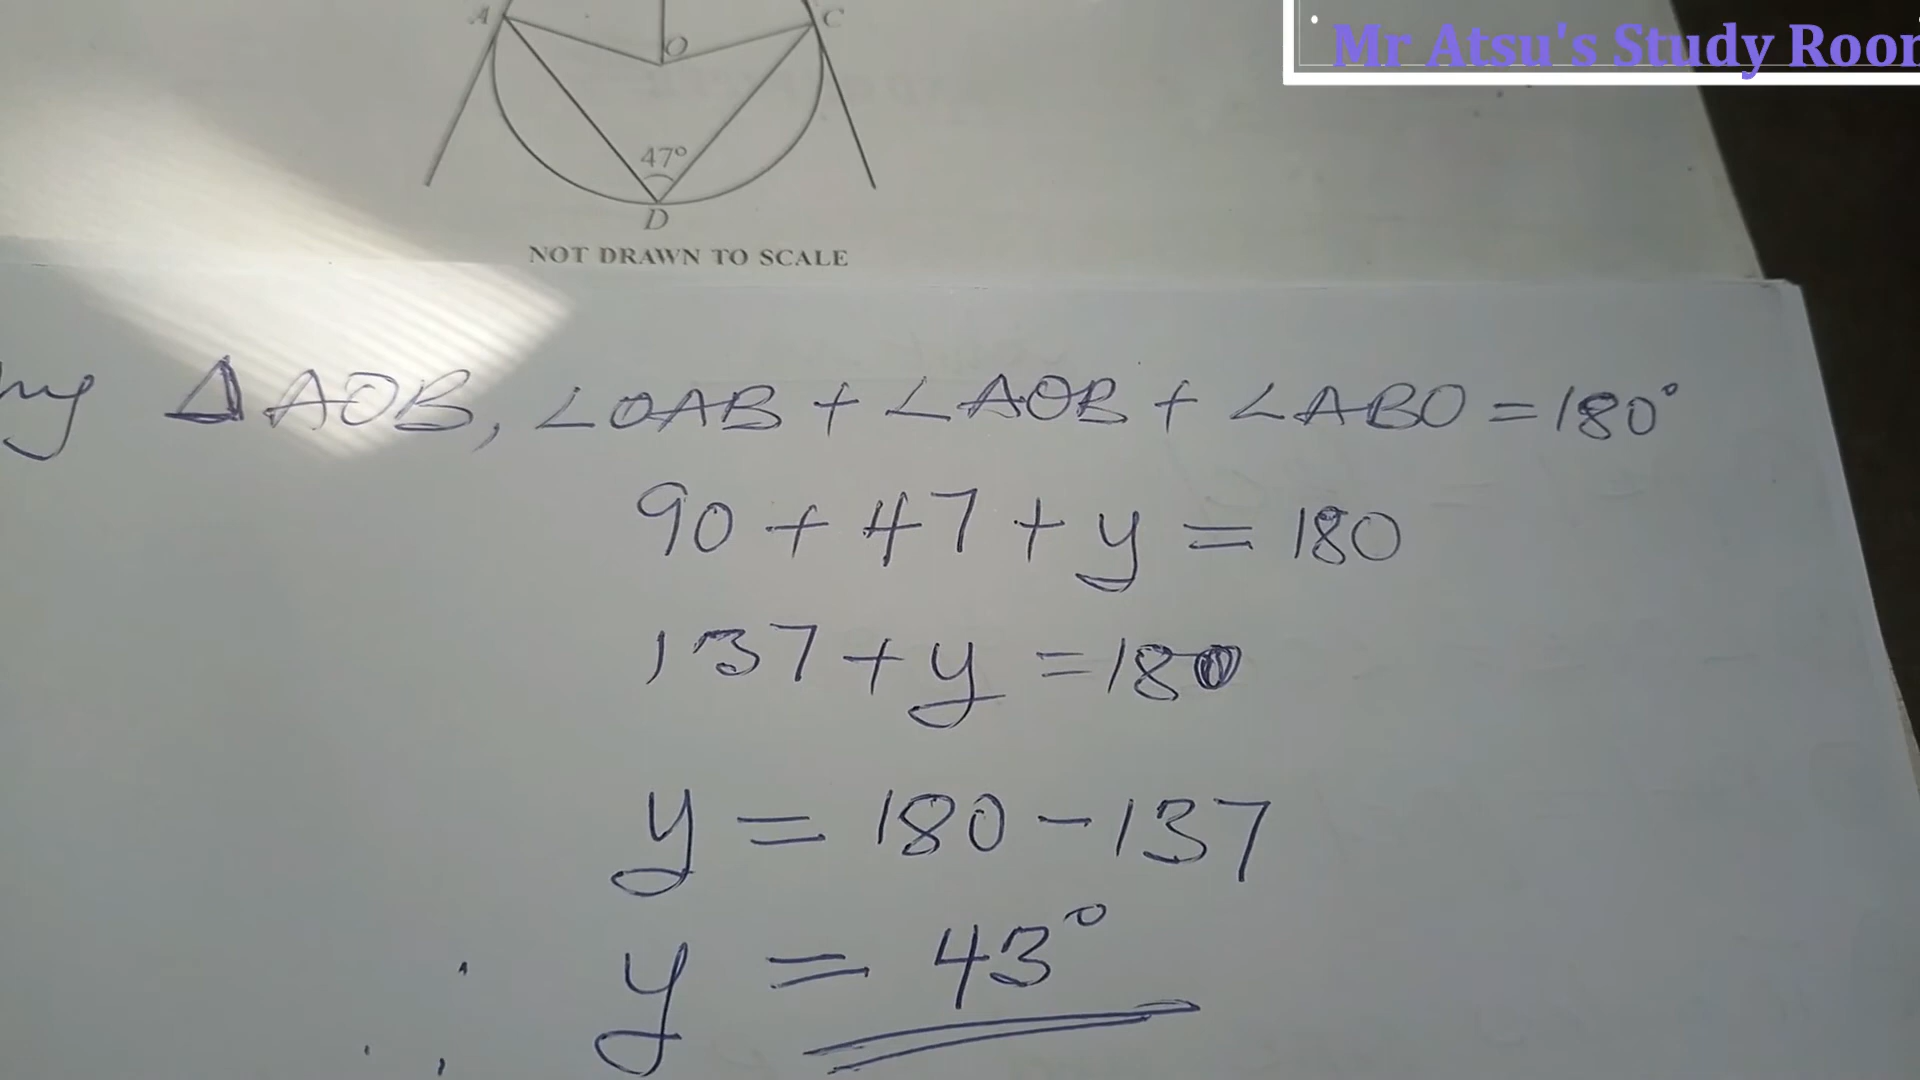 Mr Atsu's Study Roo
A
C
O
47°
D
NOT DRAWN TO SCALE
△AOB, ∠OAB + ∠AOB + ∠ABO = 180°
90 + 47 + y = 180
137 + y = 180
y = 180 - 137
∴ y = 43°